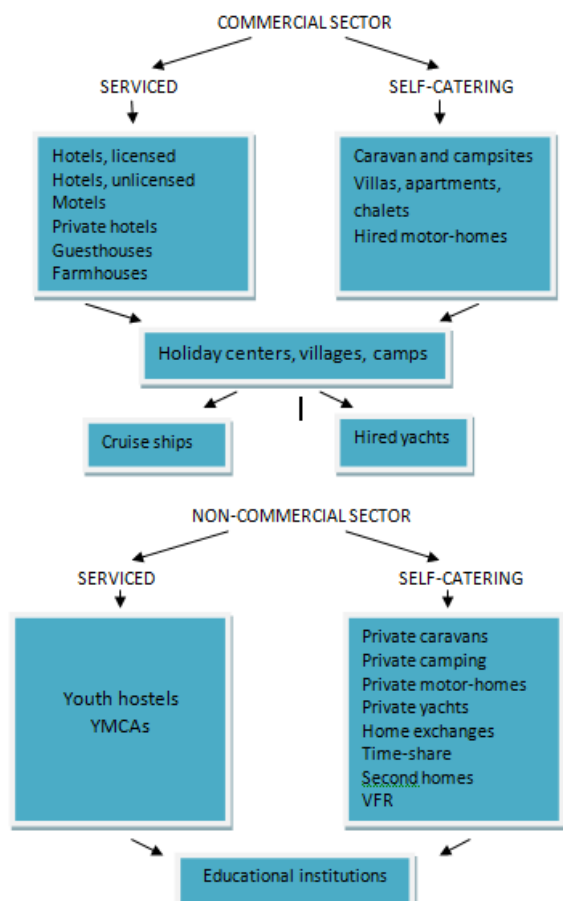 COMMERCIAL SECTOR
SERVICED
SELF-CATERING
Hotels, licensed
Hotels, unlicensed
Motels
Private hotels
Guesthouses
Farmhouses
Caravan and campsites
Villas, apartments,
chalets
Hired motor-homes
Holiday centers, villages, camps
Cruise ships
Hired yachts
NON-COMMERCIAL SECTOR
SERVICED
SELF-CATERING
Youth hostels
YMCAs
Private caravans
Private camping
Private motor-homes
Private yachts
Home exchanges
Time-share
Second homes
VFR
Educational institutions